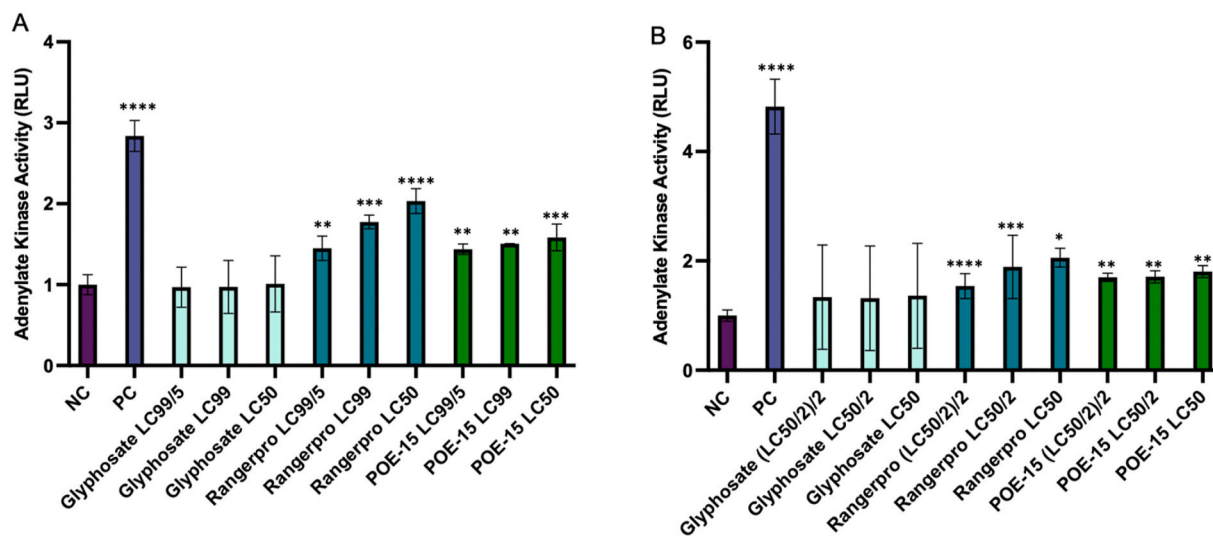 A
Adenylate Kinase Activity (RLU)
4
3
2
1
0
****
**
***
****
**
**
***
NC
PC
Glyphosate LC99/5
Glyphosate LC99
Glyphosate LC50
Rangerpro LC99/5
Rangerpro LC99
Rangerpro LC50
POE-15 LC99/5
POE-15 LC99
POE-15 LC50
B
Adenylate Kinase Activity (RLU)
6
4
2
0
****
****
***
*
**
**
**
NC
PC
Glyphosate (LC50/2)/2
Glyphosate LC50/2
Glyphosate LC50
Rangerpro (LC50/2)/2
Rangerpro LC50/2
Rangerpro LC50
POE-15 (LC50/2)/2
POE-15 LC50/2
POE-15 LC50